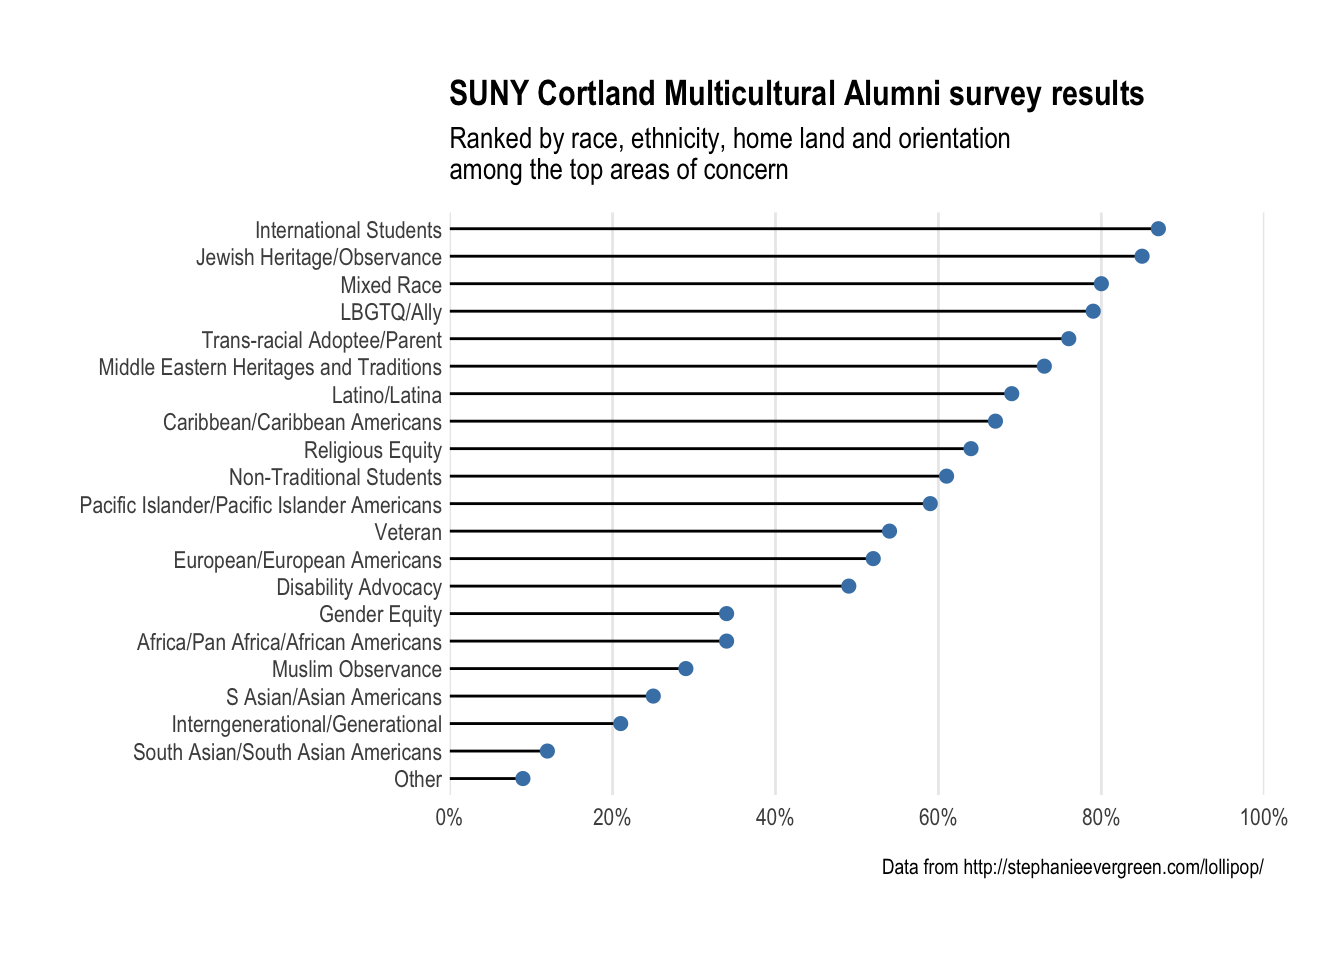 SUNY Cortland Multicultural Alumni survey results
Ranked by race, ethnicity, home land and orientation
among the top areas of concern
International Students
Jewish Heritage/Observance
Mixed Race
LBGTQ/Ally
Trans-racial Adoptee/Parent
Middle Eastern Heritages and Traditions
Latino/Latina
Caribbean/Caribbean Americans
Religious Equity
Non-Traditional Students
Pacific Islander/Pacific Islander Americans
Veteran
European/European Americans
Disability Advocacy
Gender Equity
Africa/Pan Africa/African Americans
Muslim Observance
S Asian/Asian Americans
Interngenerational/Generational
South Asian/South Asian Americans
Other
0% 20% 40% 60% 80% 100%
Data from http://stephanieevergreen.com/lollipop/